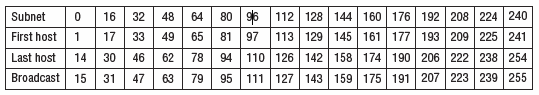 Subnet 0 16 32 48 64 80 96 112 128 144 160 176 192 208 224 240
First host 1 17 33 49 65 81 97 113 129 145 161 177 193 209 225 241
Last host 14 30 46 62 78 94 110 126 142 158 174 190 206 222 238 254
Broadcast 15 31 47 63 79 95 111 127 143 159 175 191 207 223 239 255